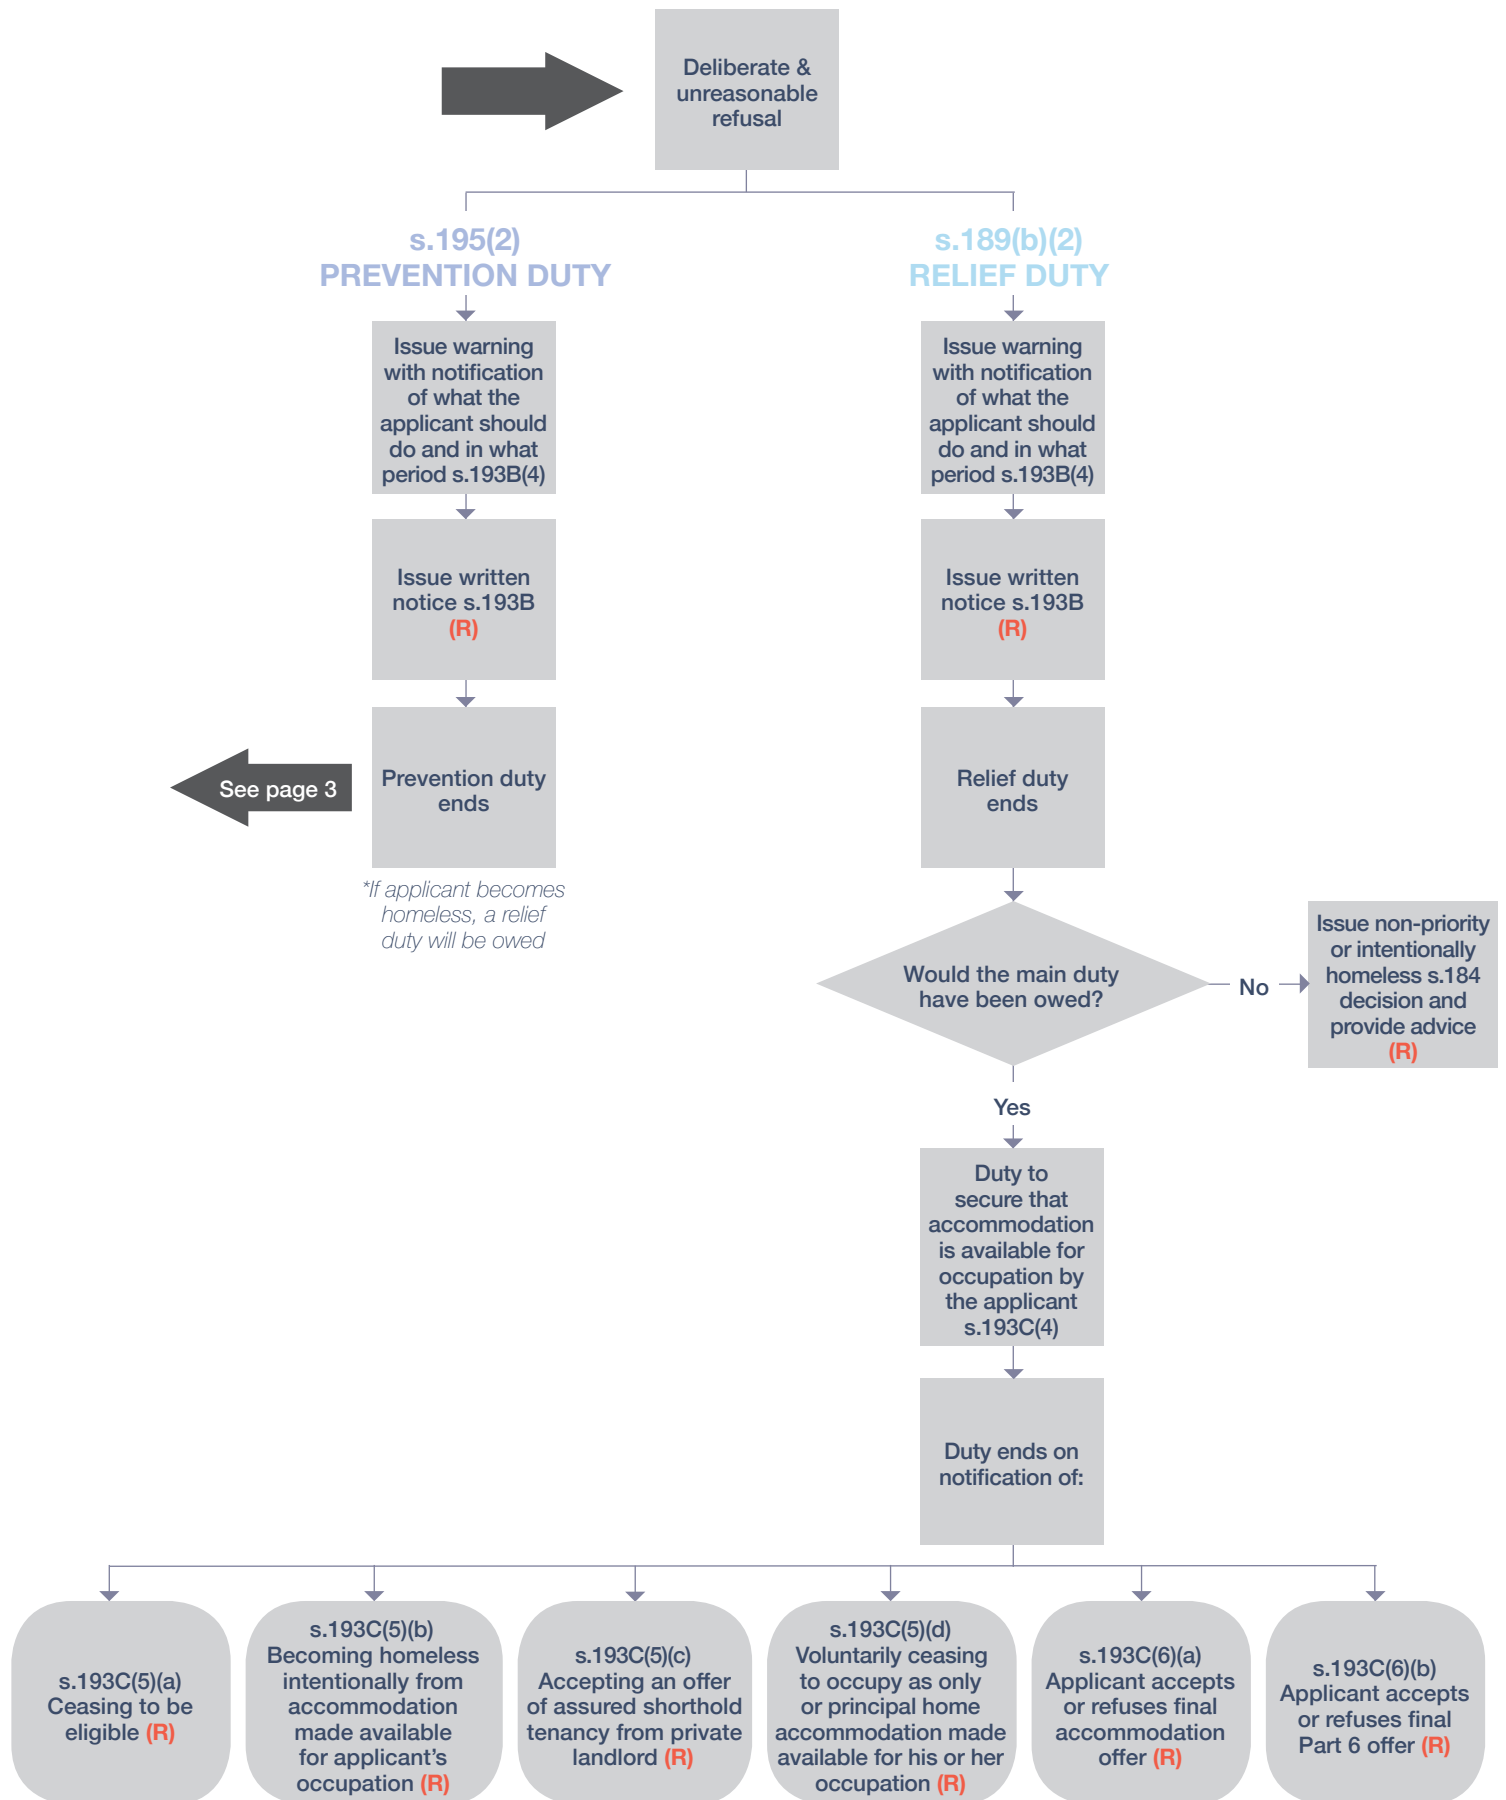 Deliberate &
unreasonable
refusal
s.195(2)
PREVENTION DUTY
s.189(b)(2)
RELIEF DUTY
Issue warning
with notification
of what the
applicant should
do and in what
period s.193B(4)
Issue warning
with notification
of what the
applicant should
do and in what
period s.193B(4)
Issue written
notice s.193B
(R)
Issue written
notice s.193B
(R)
See page 3
Prevention duty
ends
Relief duty
ends
*If applicant becomes
homeless, a relief
duty will be owed
Would the main duty
have been owed?
No
Issue non-priority
or intentionally
homeless s.184
decision and
provide advice
(R)
Yes
Duty to
secure that
accommodation
is available for
occupation by
the applicant
s.193C(4)
Duty ends on
notification of:
s.193C(5)(a)
Ceasing to be
eligible (R)
s.193C(5)(b)
Becoming homeless
intentionally from
accommodation
made available
for applicant's
occupation (R)
s.193C(5)(c)
Accepting an offer
of assured shorthold
tenancy from private
landlord (R)
s.193C(5)(d)
Voluntarily ceasing
to occupy as only
or principal home
accommodation made
available for his or her
occupation (R)
s.193C(6)(a)
Applicant accepts
or refuses final
accommodation
offer (R)
s.193C(6)(b)
Applicant accepts
or refuses final
Part 6 offer (R)